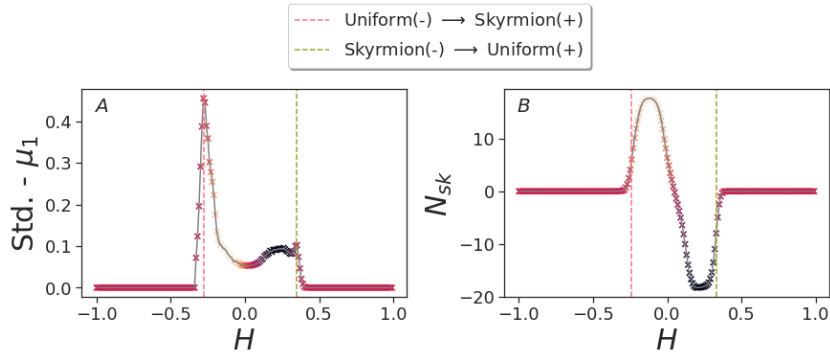 Uniform(-) ⟶ Skyrmion(+)
Skyrmion(-) ⟶ Uniform(+)
A
Std. - μ₁
0.4
0.3
0.2
0.1
0.0
−1.0 −0.5 0.0 0.5 1.0
H
B
N_{sk}
10
0
−10
−20
−1.0 −0.5 0.0 0.5 1.0
H